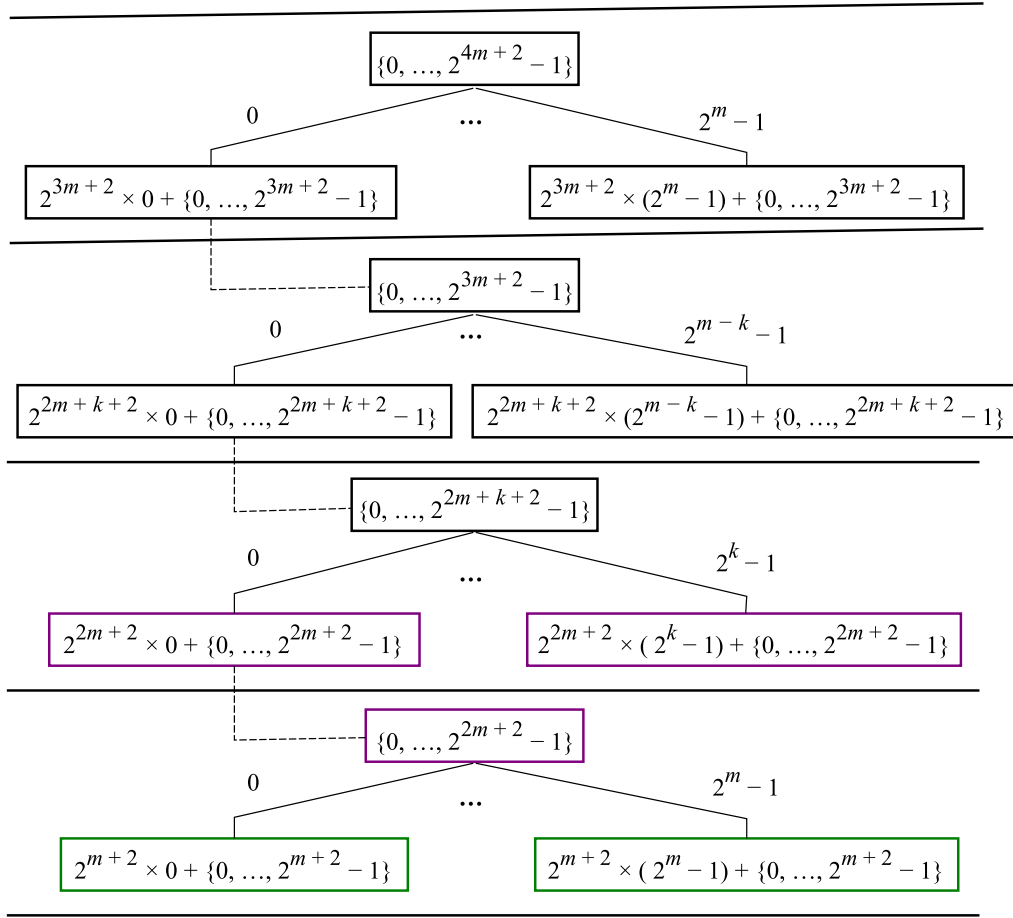 {0, …, 2^{4m + 2} − 1}
0
...
2^m − 1
2^{3m + 2} × 0 + {0, …, 2^{3m + 2} − 1}
2^{3m + 2} × (2^m − 1) + {0, …, 2^{3m + 2} − 1}
{0, …, 2^{3m + 2} − 1}
0
...
2^{m − k} − 1
2^{2m + k + 2} × 0 + {0, …, 2^{2m + k + 2} − 1}
2^{2m + k + 2} × (2^{m − k} − 1) + {0, …, 2^{2m + k + 2} − 1}
{0, …, 2^{2m + k + 2} − 1}
0
...
2^k − 1
2^{2m + 2} × 0 + {0, …, 2^{2m + 2} − 1}
2^{2m + 2} × ( 2^k − 1) + {0, …, 2^{2m + 2} − 1}
{0, …, 2^{2m + 2} − 1}
0
...
2^m − 1
2^{m + 2} × 0 + {0, …, 2^{m + 2} − 1}
2^{m + 2} × ( 2^m − 1) + {0, …, 2^{m + 2} − 1}